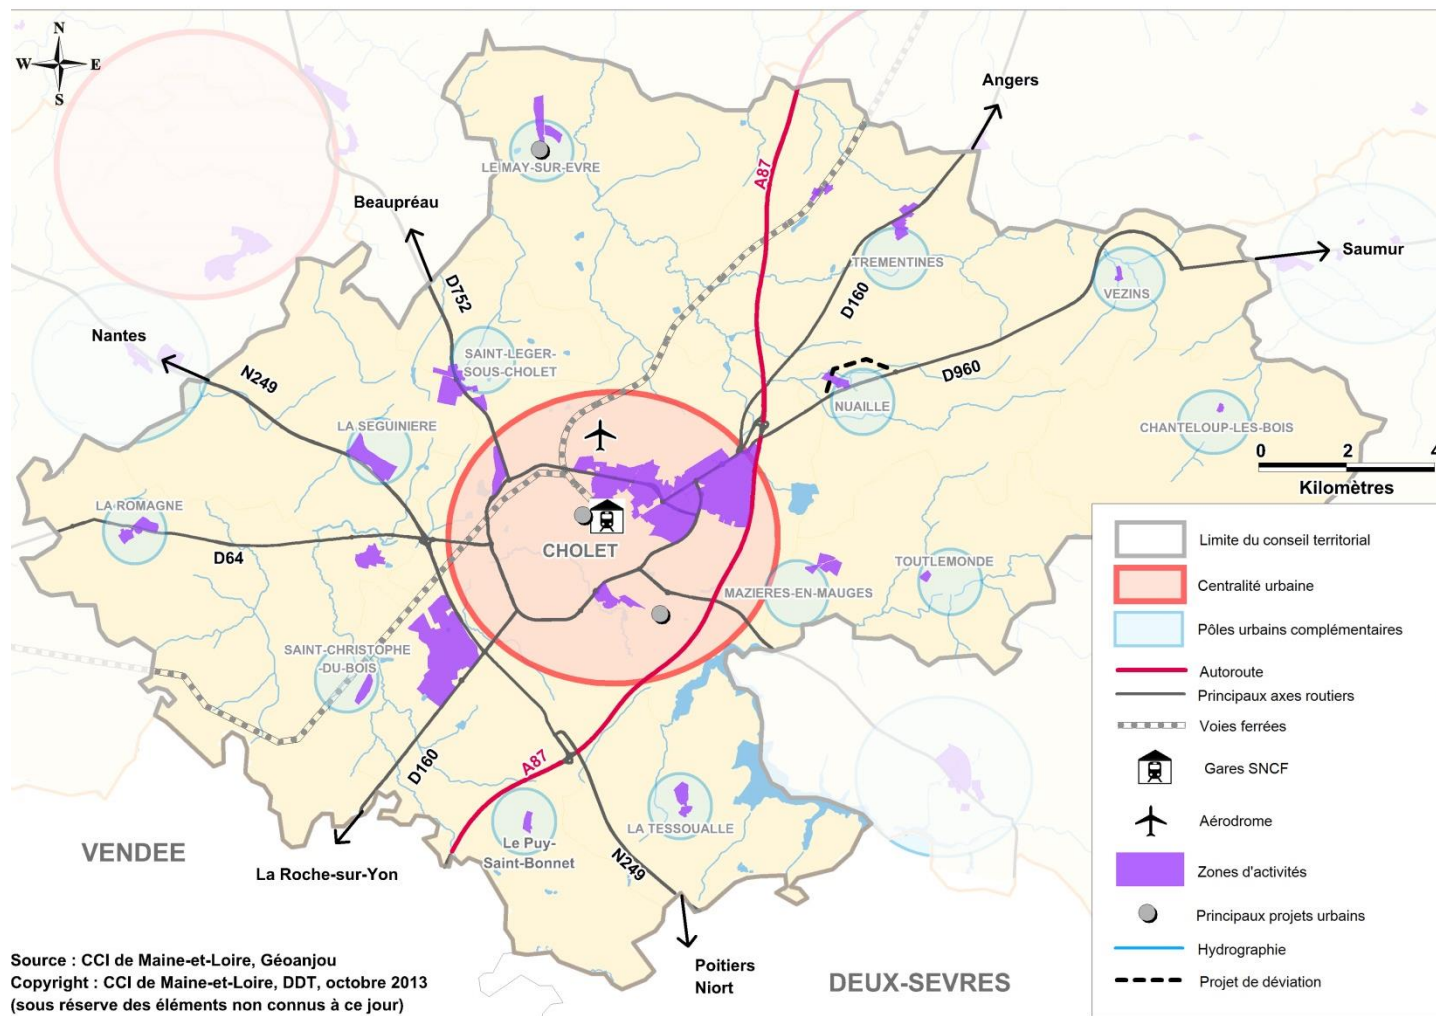 N
W E
S
Angers
A87
LE MAY-SUR-EVRE
Beaupréau
TREMENTINES
Saumur
D752
D160
VEZINS
Nantes
SAINT-LEGER-
SOUS-CHOLET
N249
D960
NUAILLE
LA SEGUINIERE
CHANTELOUP-LES-BOIS
0 2 4
Kilomètres
LA ROMAGNE
D64
CHOLET
MAZIERES-EN-MAUGES
TOUTLEMONDE
SAINT-CHRISTOPHE
-DU-BOIS
D160
A87
LA TESSOUALLE
Le Puy-
Saint-Bonnet
N249
VENDEE
La Roche-sur-Yon
Poitiers
Niort
DEUX-SEVRES
Limite du conseil territorial
Centralité urbaine
Pôles urbains complémentaires
Autoroute
Principaux axes routiers
Voies ferrées
Gares SNCF
Aérodrome
Zones d'activités
Principaux projets urbains
Hydrographie
Projet de déviation
Source : CCI de Maine-et-Loire, Géoanjou
Copyright : CCI de Maine-et-Loire, DDT, octobre 2013
(sous réserve des éléments non connus à ce jour)